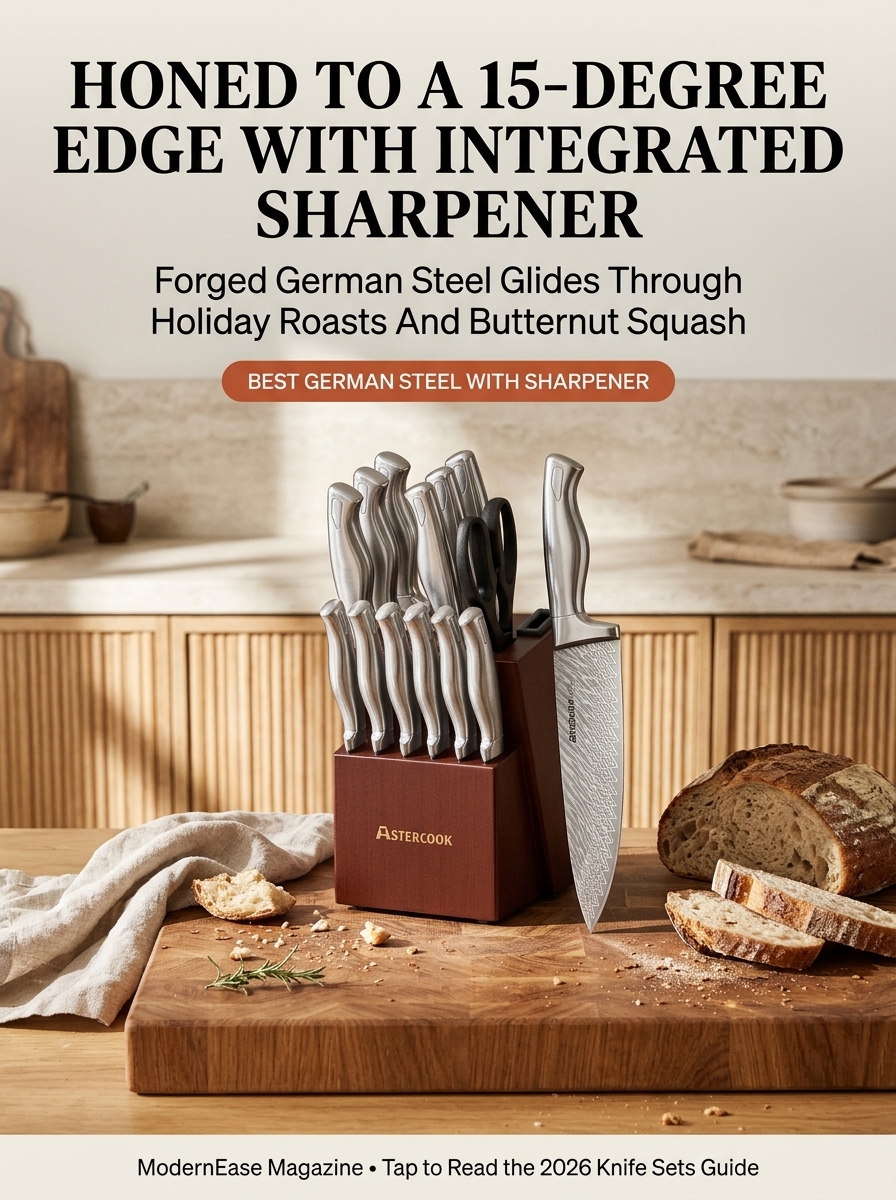 HONED TO A 15-DEGREE
EDGE WITH INTEGRATED
SHARPENER
Forged German Steel Glides Through
Holiday Roasts And Butternut Squash
BEST GERMAN STEEL WITH SHARPENER
ASTERCOOK
ModernEase Magazine • Tap to Read the 2026 Knife Sets Guide